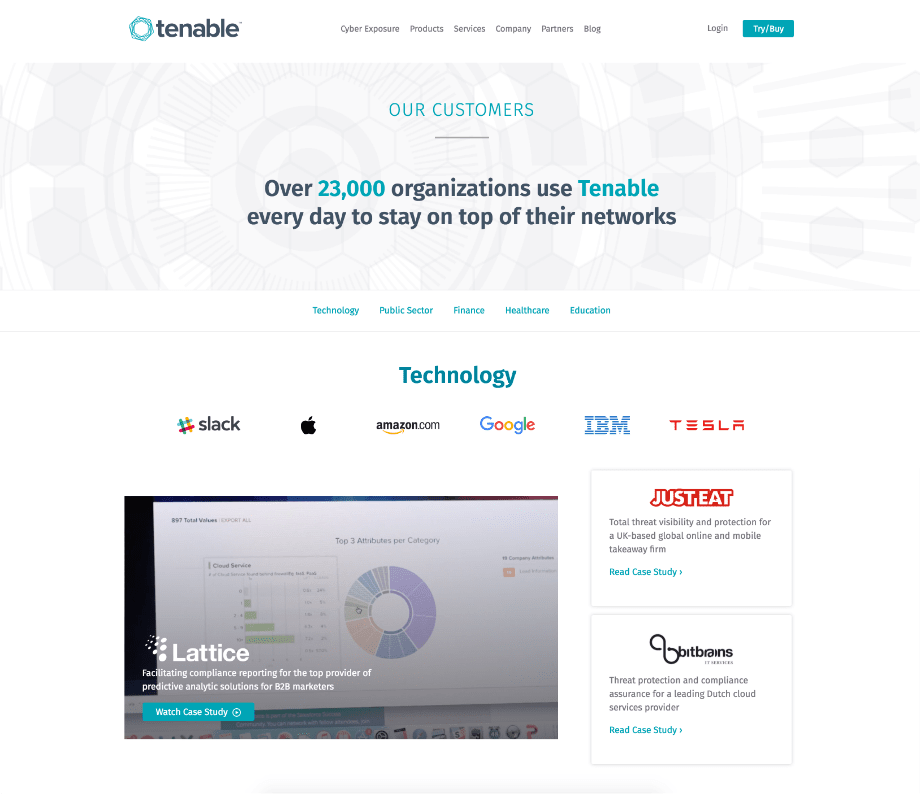 tenable
Cyber Exposure Products Services Company Partners Blog
Login
Try/Buy
OUR CUSTOMERS
Over 23,000 organizations use Tenable
every day to stay on top of their networks
Technology Public Sector Finance Healthcare Education
Technology
slack
amazon.com
Google
IBM
TESLA
897 Total Values EXPORT ALL
Top 3 Attributes per Category
Cloud Service
Lattice
Facilitating compliance reporting for the top provider of
predictive analytic solutions for B2B marketers
Watch Case Study
JUST EAT
Total threat visibility and protection for
a UK-based global online and mobile
takeaway firm
Read Case Study ›
bitbrains
IT SERVICES
Threat protection and compliance
assurance for a leading Dutch cloud
services provider
Read Case Study ›